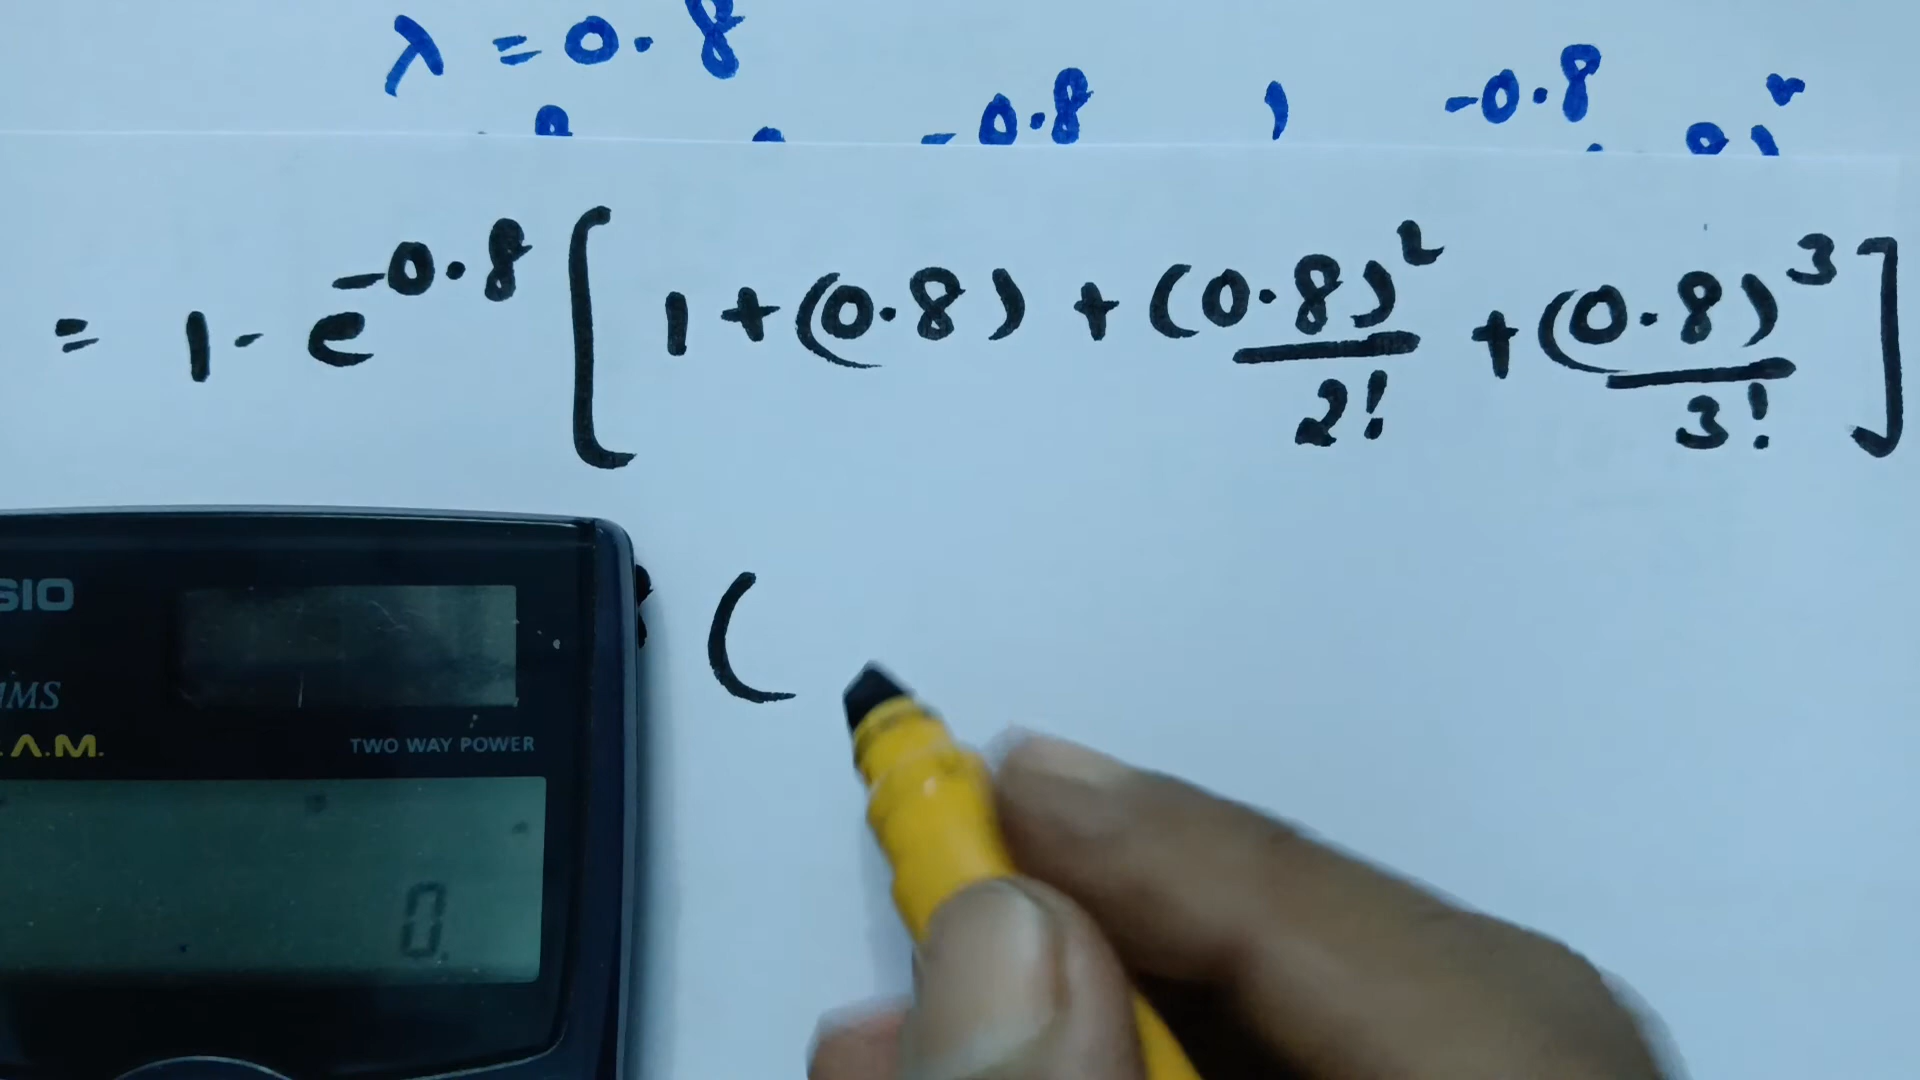 λ = 0.8
-0.8 1 -0.8
= 1 - e^-0.8 [ 1 + (0.8) + (0.8)^2/2! + (0.8)^3/3! ]
(
SIO
TWO WAY POWER
.A.M.
0.